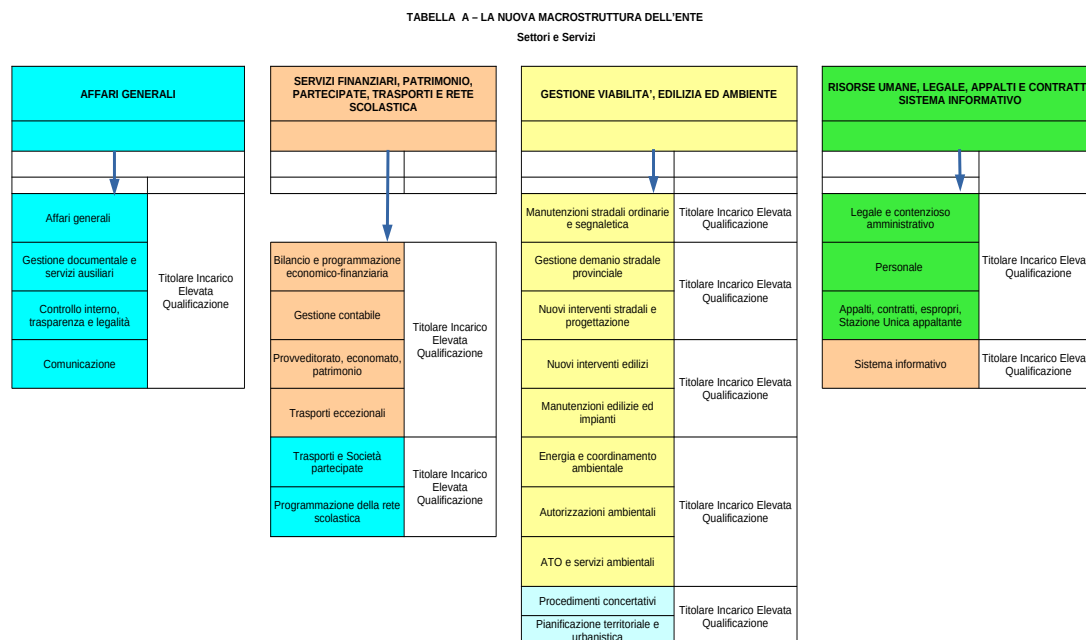 TABELLA A – LA NUOVA MACROSTRUTTURA DELL'ENTE
Settori e Servizi
AFFARI GENERALI
Affari generali
Gestione documentale e
servizi ausiliari
Controllo interno,
trasparenza e legalità
Comunicazione
Titolare Incarico
Elevata
Qualificazione
SERVIZI FINANZIARI, PATRIMONIO,
PARTECIPATE, TRASPORTI E RETE
SCOLASTICA
Bilancio e programmazione
economico-finanziaria
Gestione contabile
Provveditorato, economato,
patrimonio
Trasporti eccezionali
Titolare Incarico
Elevata
Qualificazione
Trasporti e Società
partecipate
Programmazione della rete
scolastica
Titolare Incarico
Elevata
Qualificazione
GESTIONE VIABILITA', EDILIZIA ED AMBIENTE
Manutenzioni stradali ordinarie
e segnaletica
Titolare Incarico Elevata
Qualificazione
Gestione demanio stradale
provinciale
Nuovi interventi stradali e
progettazione
Titolare Incarico Elevata
Qualificazione
Nuovi interventi edilizi
Manutenzioni edilizie ed
impianti
Titolare Incarico Elevata
Qualificazione
Energia e coordinamento
ambientale
Autorizzazioni ambientali
ATO e servizi ambientali
Titolare Incarico Elevata
Qualificazione
Procedimenti concertativi
Pianificazione territoriale e
urbanistica
Titolare Incarico Elevata
Qualificazione
RISORSE UMANE, LEGALE, APPALTI E CONTRATT
SISTEMA INFORMATIVO
Legale e contenzioso
amministrativo
Personale
Appalti, contratti, espropri,
Stazione Unica appaltante
Titolare Incarico Eleva
Qualificazione
Sistema informativo
Titolare Incarico Eleva
Qualificazione